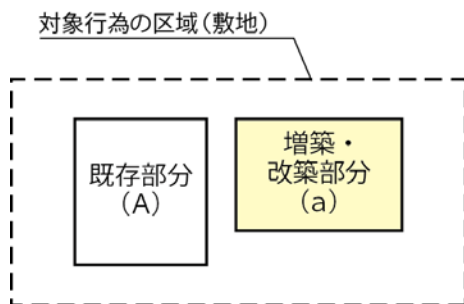 対象行為の区域（敷地）
既存部分
（A）
増築・
改築部分
（a）